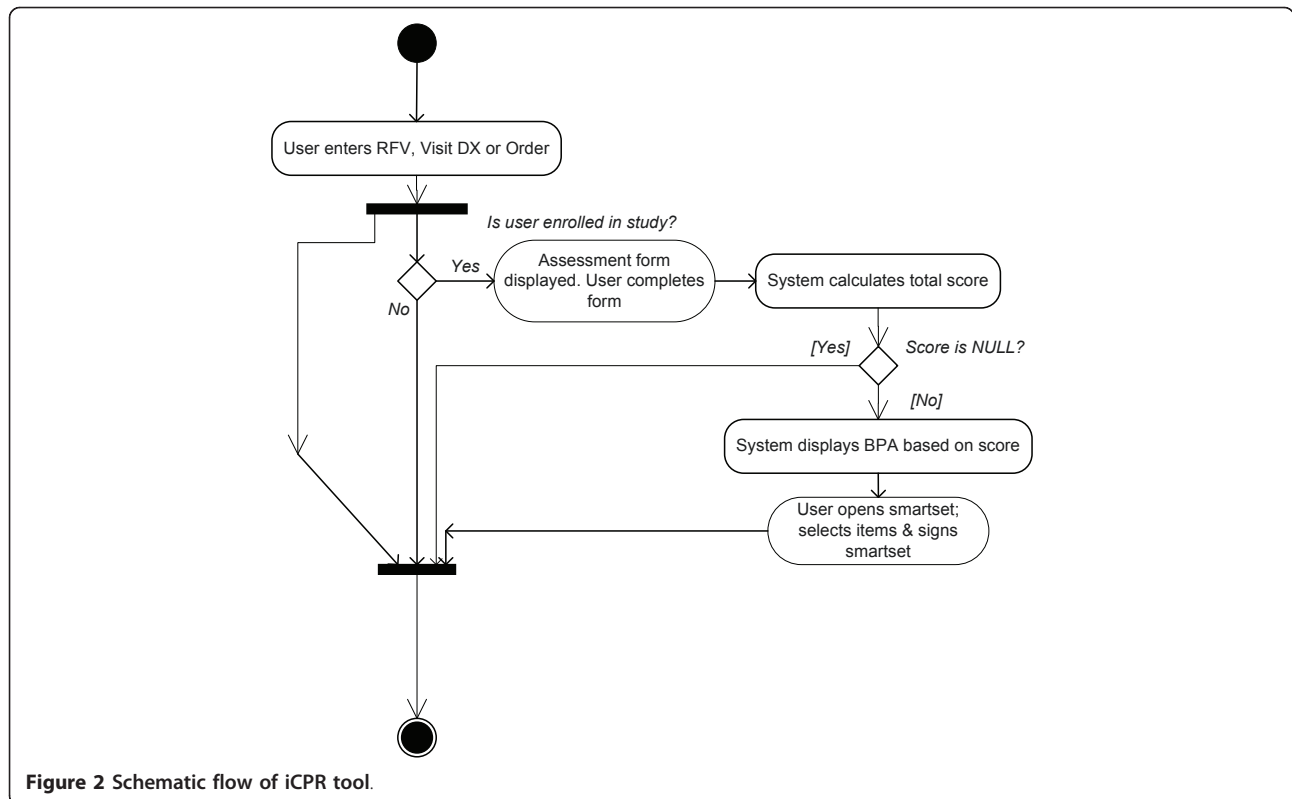 User enters RFV, Visit DX or Order
Is user enrolled in study?
Yes
No
Assessment form
displayed. User completes
form
System calculates total score
[Yes]
Score is NULL?
[No]
System displays BPA based on score
User opens smartset;
selects items & signs
smartset
Figure 2 Schematic flow of iCPR tool.